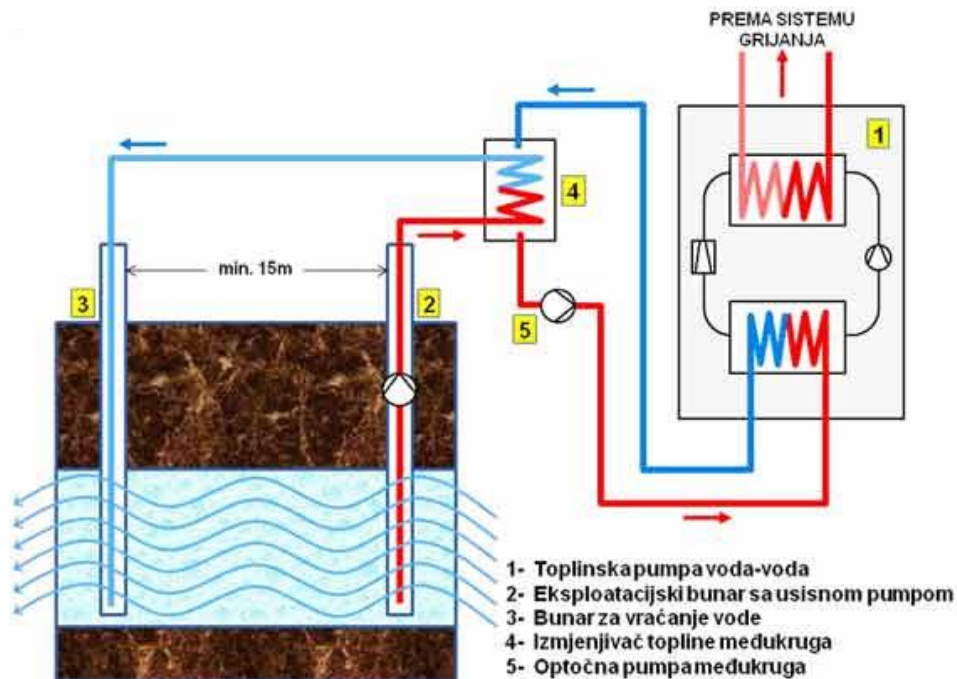 PREMA SISTEMU
GRIJANJA
1
4
min. 15m
3
2
5
1- Toplinska pumpa voda-voda
2- Eksploatacijski bunar sa usisnom pumpom
3- Bunar za vraćanje vode
4- Izmjenjivač topline međukruga
5- Optočna pumpa međukruga